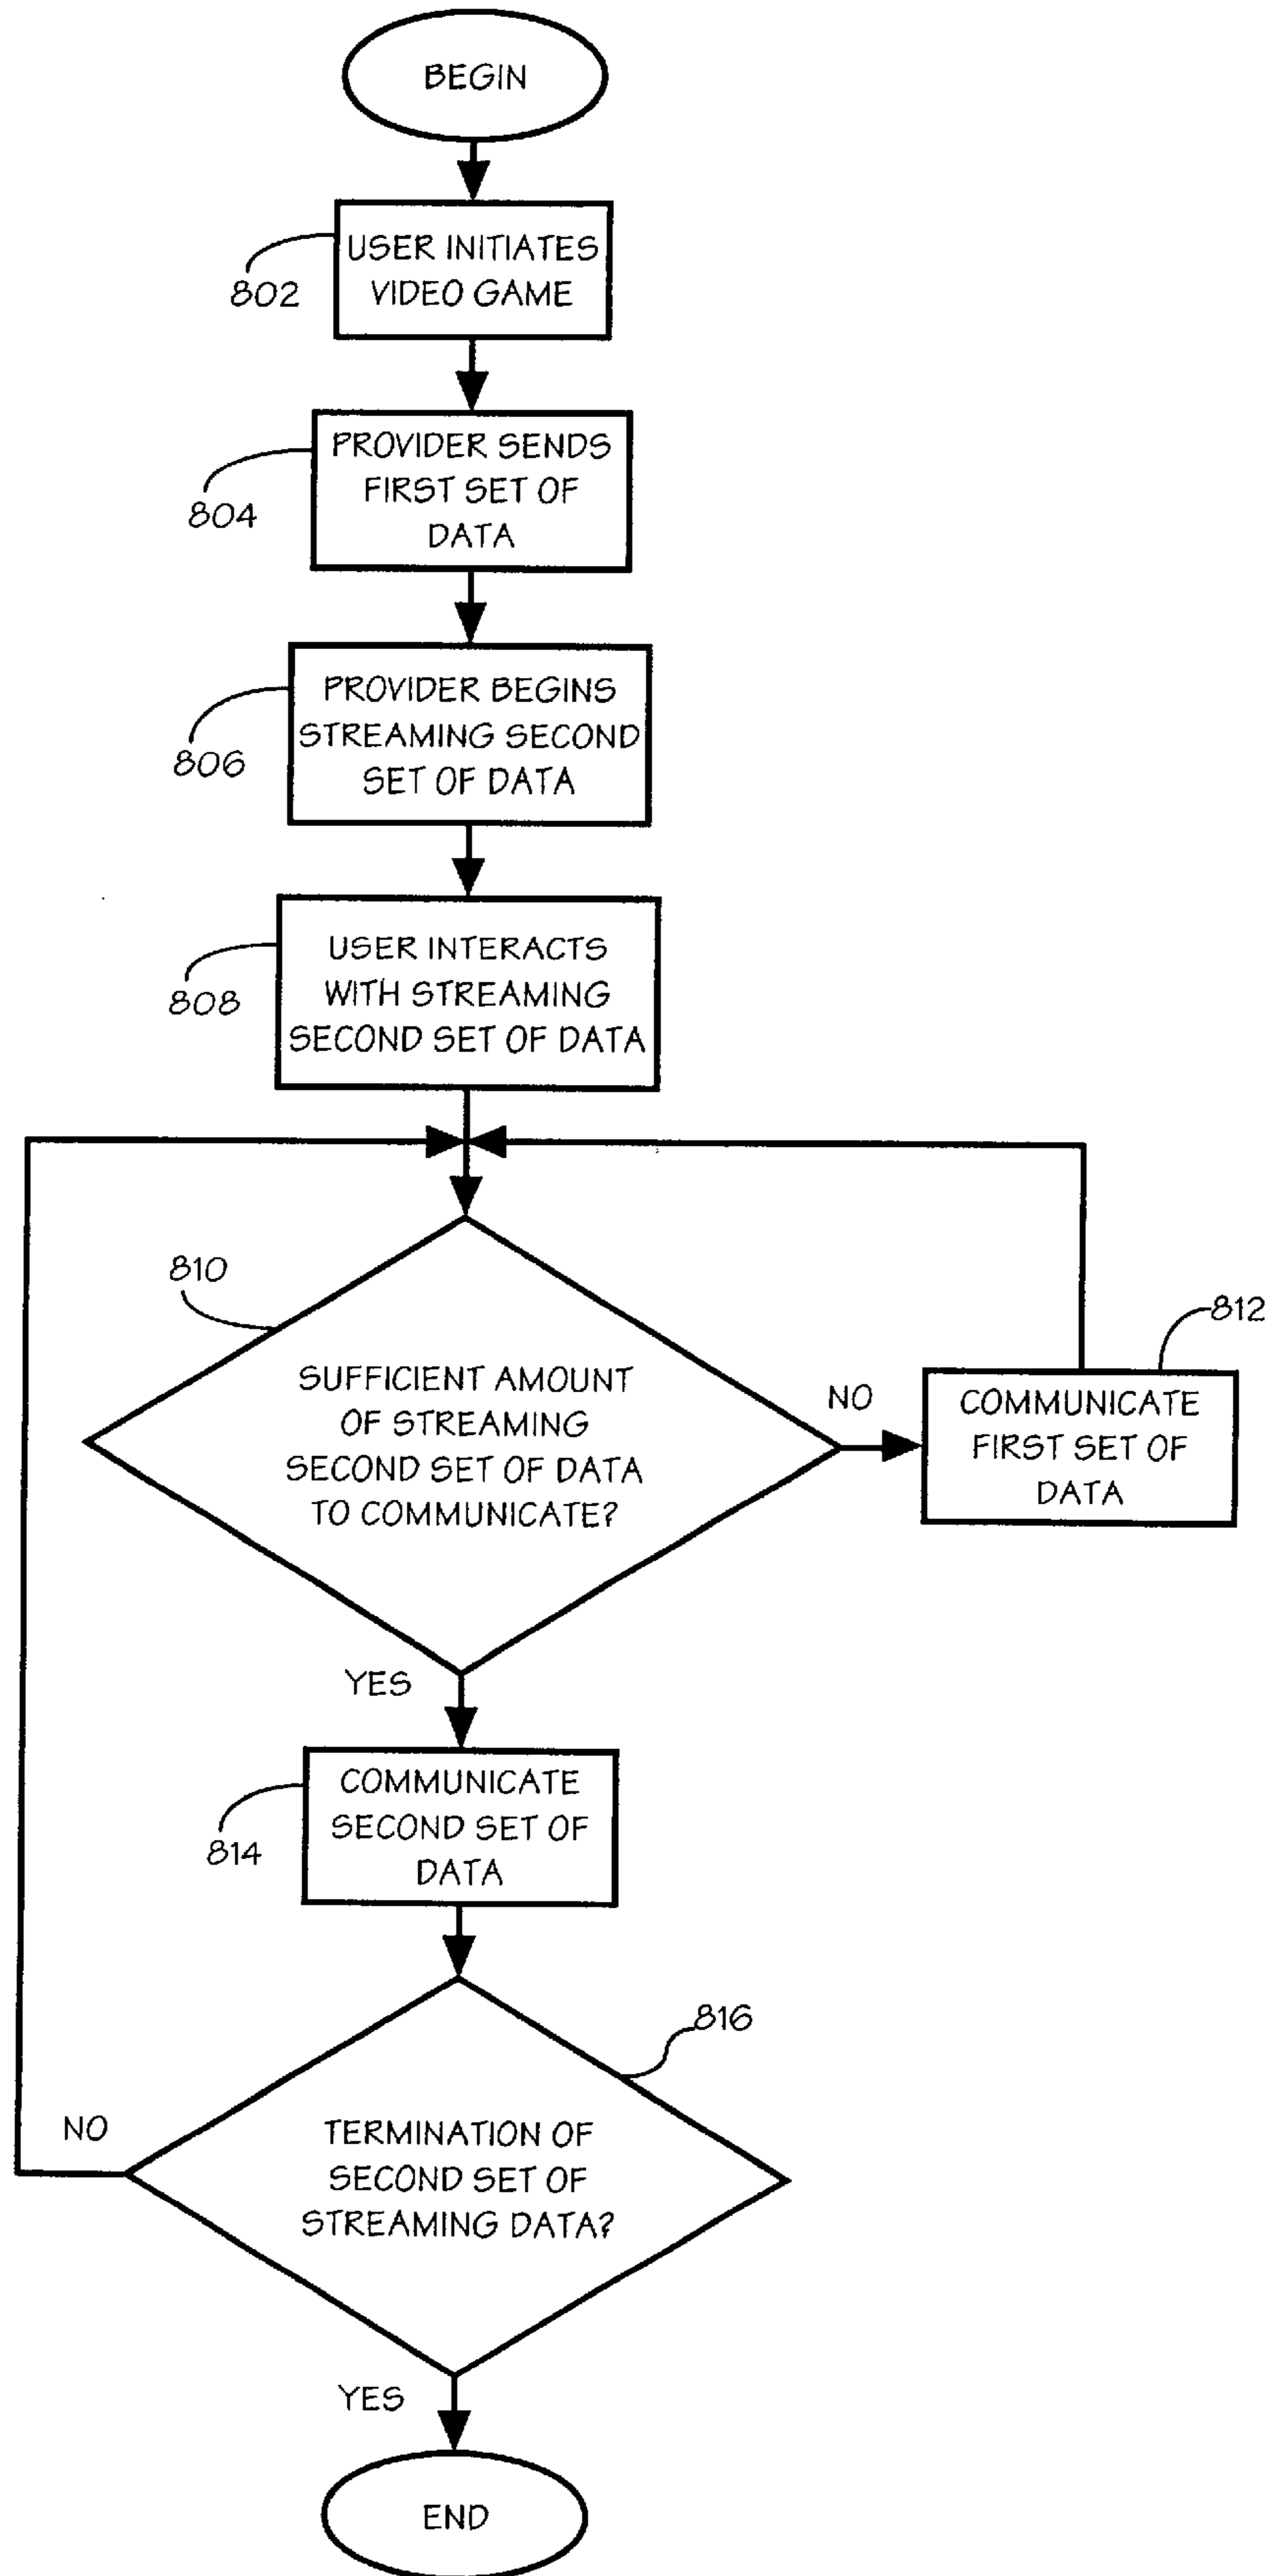 BEGIN
USER INITIATES
VIDEO GAME
802
PROVIDER SENDS
FIRST SET OF
DATA
804
PROVIDER BEGINS
STREAMING SECOND
SET OF DATA
806
USER INTERACTS
WITH STREAMING
SECOND SET OF DATA
808
810
SUFFICIENT AMOUNT
OF STREAMING
SECOND SET OF DATA
TO COMMUNICATE?
NO
812
COMMUNICATE
FIRST SET OF
DATA
YES
COMMUNICATE
SECOND SET OF
DATA
814
816
TERMINATION OF
SECOND SET OF
STREAMING DATA?
NO
YES
END